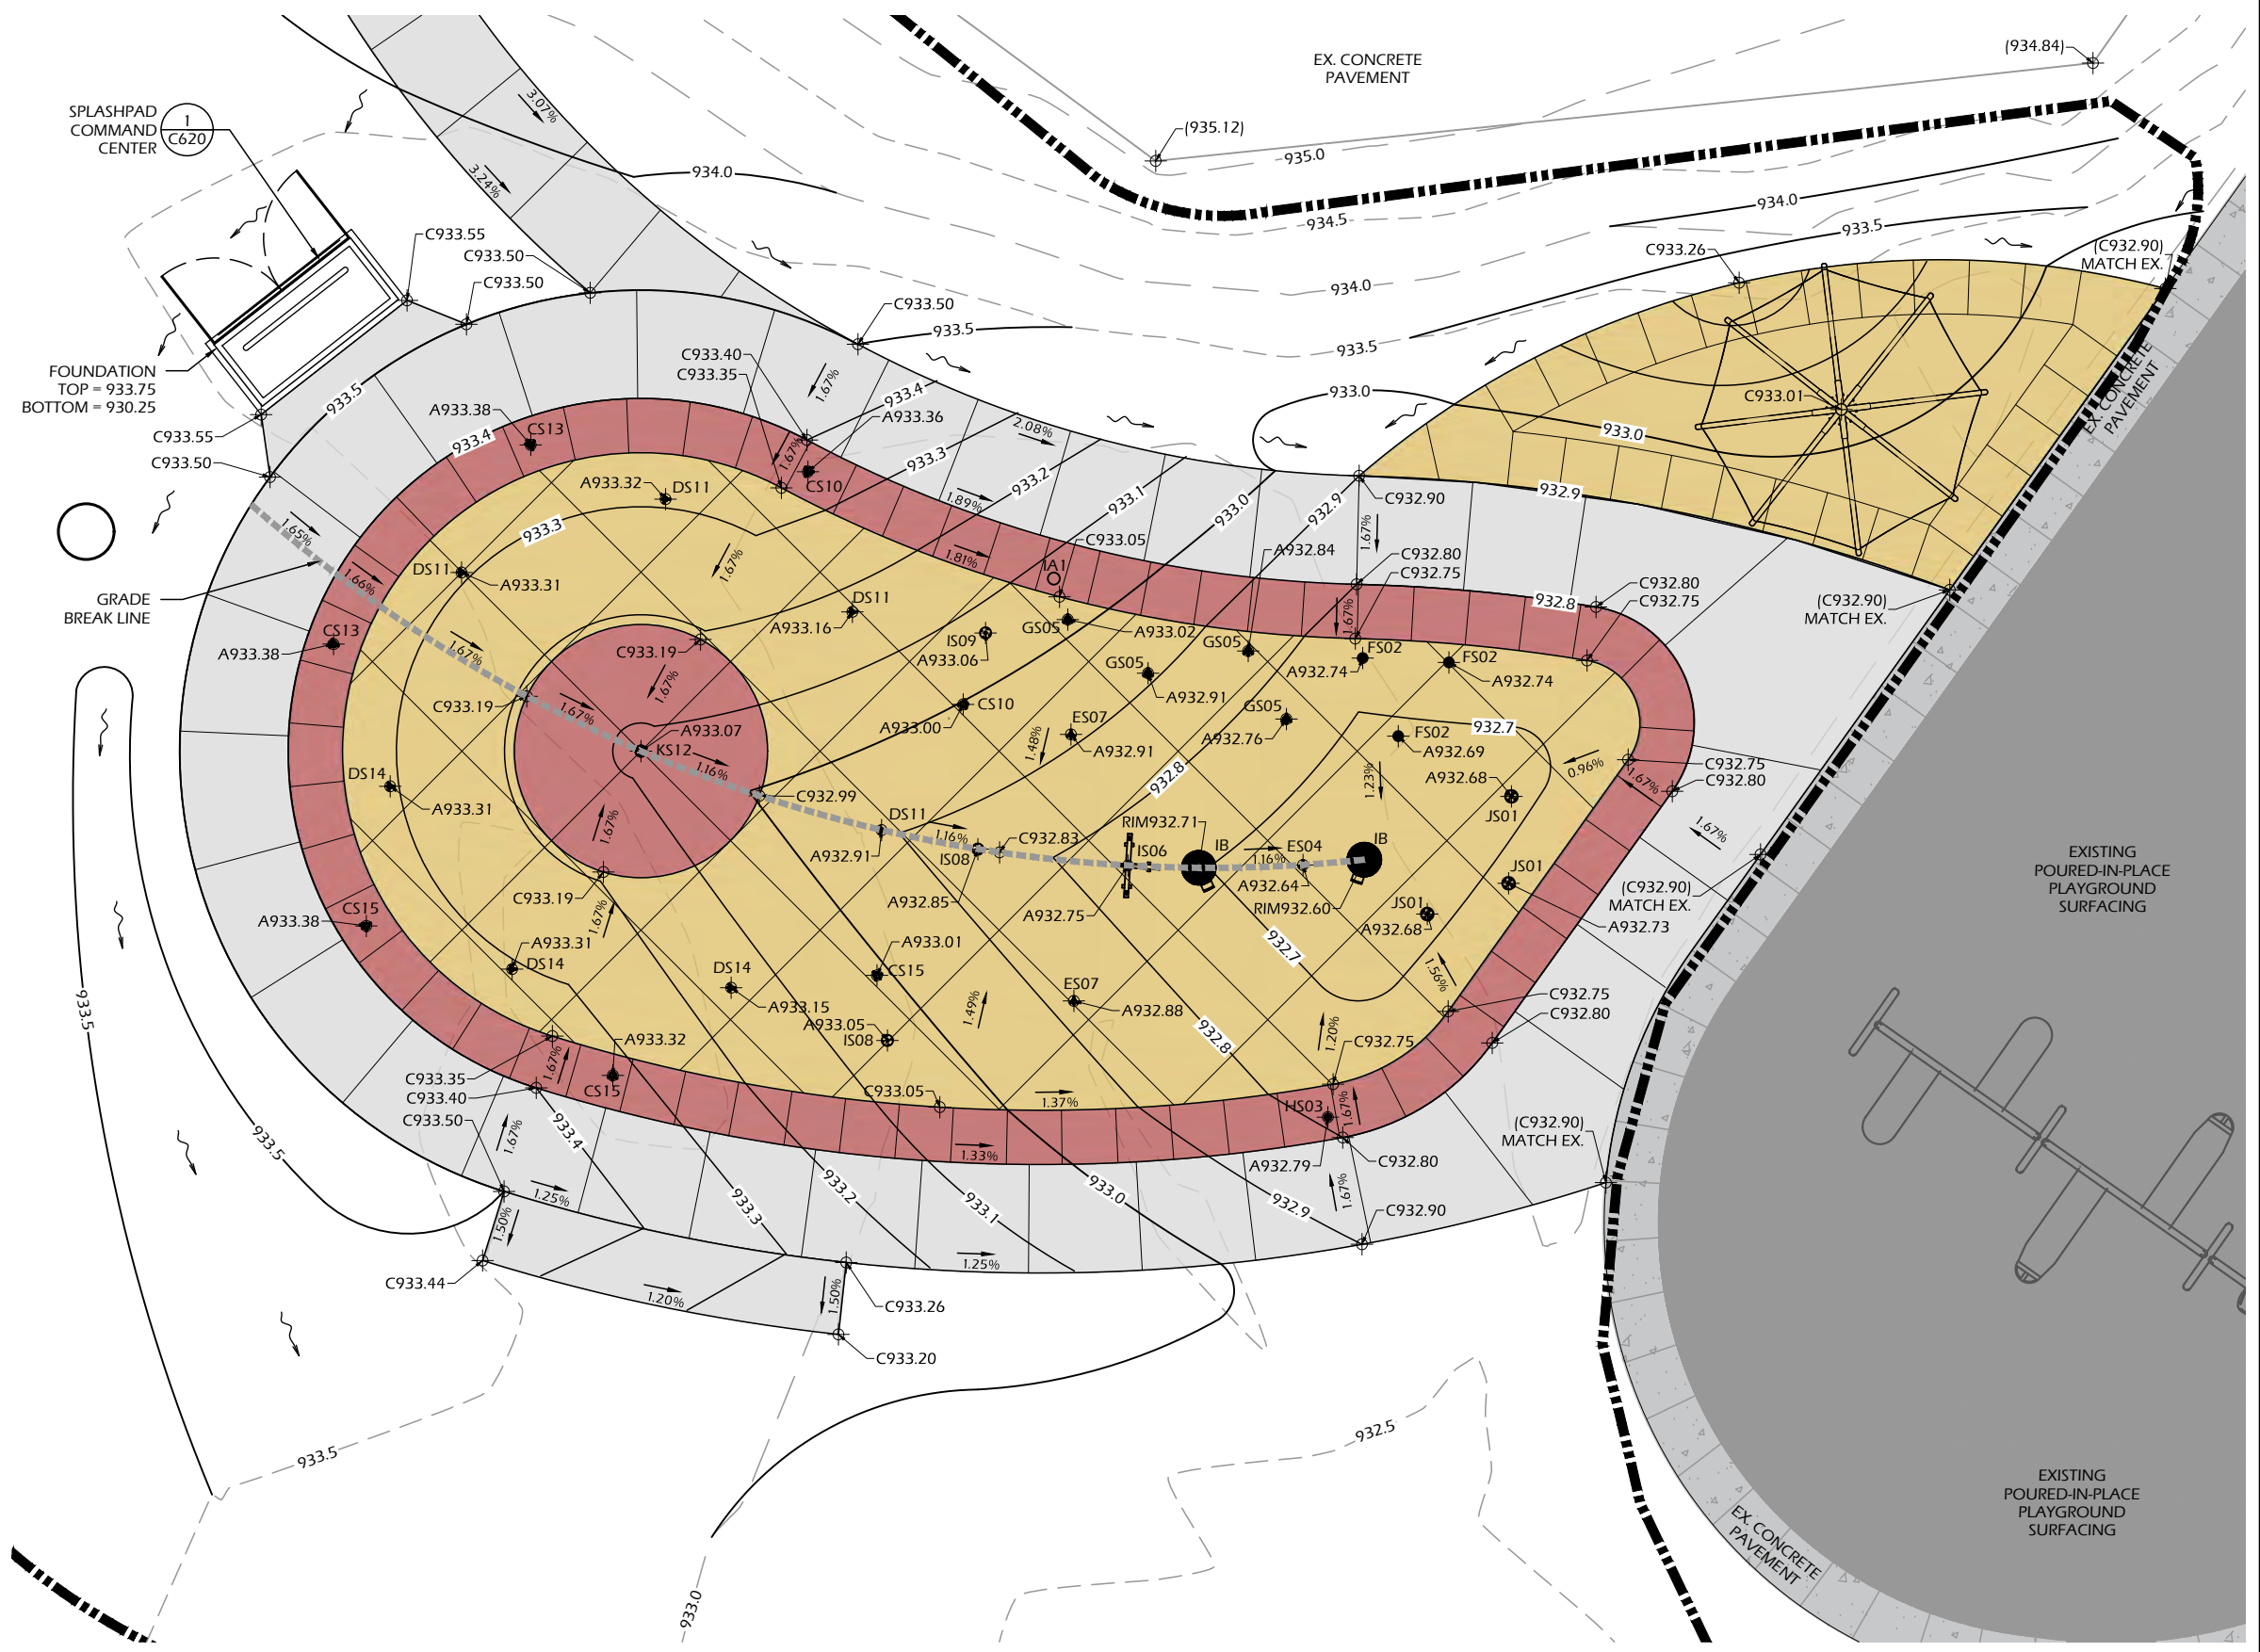 EX. CONCRETE
PAVEMENT
(934.84)
SPLASHPAD
COMMAND
CENTER
1
C620
3.07%
(935.12)
935.0
3.24%
934.0
934.0
934.5
933.5
C933.55
C933.50
C933.50
C933.26
(C932.90)
MATCH EX.
934.0
C933.50
933.5
933.5
FOUNDATION
TOP = 933.75
BOTTOM = 930.25
C933.40
C933.35
1.67%
933.4
A933.36
933.0
C933.01
EX. CONCRETE
PAVEMENT
933.5
A933.38
CS13
933.4
C933.55
C933.50
2.08%
933.0
1.67%
933.3
A933.32
DS11
CS10
933.2
1.89%
933.1
933.0
932.9
C932.90
932.9
1.65%
933.3
1.67%
C933.05
1.81%
IA1
A932.84
1.67%
C932.80
C932.75
GRADE
BREAK LINE
1.66%
DS11
A933.31
DS11
A933.16
932.8
C932.80
C932.75
(C932.90)
MATCH EX.
CS13
A933.38
1.67%
C933.19
IS09
A933.06
GS05
A933.02
GS05
1.67%
FS02
A932.74
FS02
A932.74
GS05
A932.91
1.67%
C933.19
1.67%
A933.07
KS12
A933.00
CS10
ES07
A932.91
1.48%
GS05
A932.76
932.7
FS02
A932.69
1.16%
DS14
A933.31
C932.99
932.8
1.23%
A932.68
JS01
0.96%
C932.75
C932.80
1.67%
1.67%
1.67%
DS11
A932.91
1.16%
IS08
C932.83
A932.85
RIM932.71
IB
IS06
A932.75
1.16%
ES04
A932.64
IB
RIM932.60
JS01
A932.68
JS01
A932.73
(C932.90)
MATCH EX.
EXISTING
POURED-IN-PLACE
PLAYGROUND
SURFACING
C933.19
1.67%
CS15
A933.38
A933.31
DS14
DS14
A933.15
A933.01
CS15
932.7
1.56%
933.5
A933.05
IS08
1.49%
ES07
A932.88
932.8
1.20%
C932.75
C932.80
C932.75
A933.32
CS15
1.67%
C933.35
C933.40
C933.50
C933.05
1.37%
HS03
1.67%
933.5
933.4
1.67%
1.33%
A932.79
C932.80
(C932.90)
MATCH EX.
1.25%
1.50%
933.3
933.2
933.1
933.0
932.9
1.67%
C932.90
C933.44
1.20%
1.50%
1.25%
C933.26
C933.20
932.5
933.5
933.0
EXISTING
POURED-IN-PLACE
PLAYGROUND
SURFACING
EX. CONCRETE
PAVEMENT